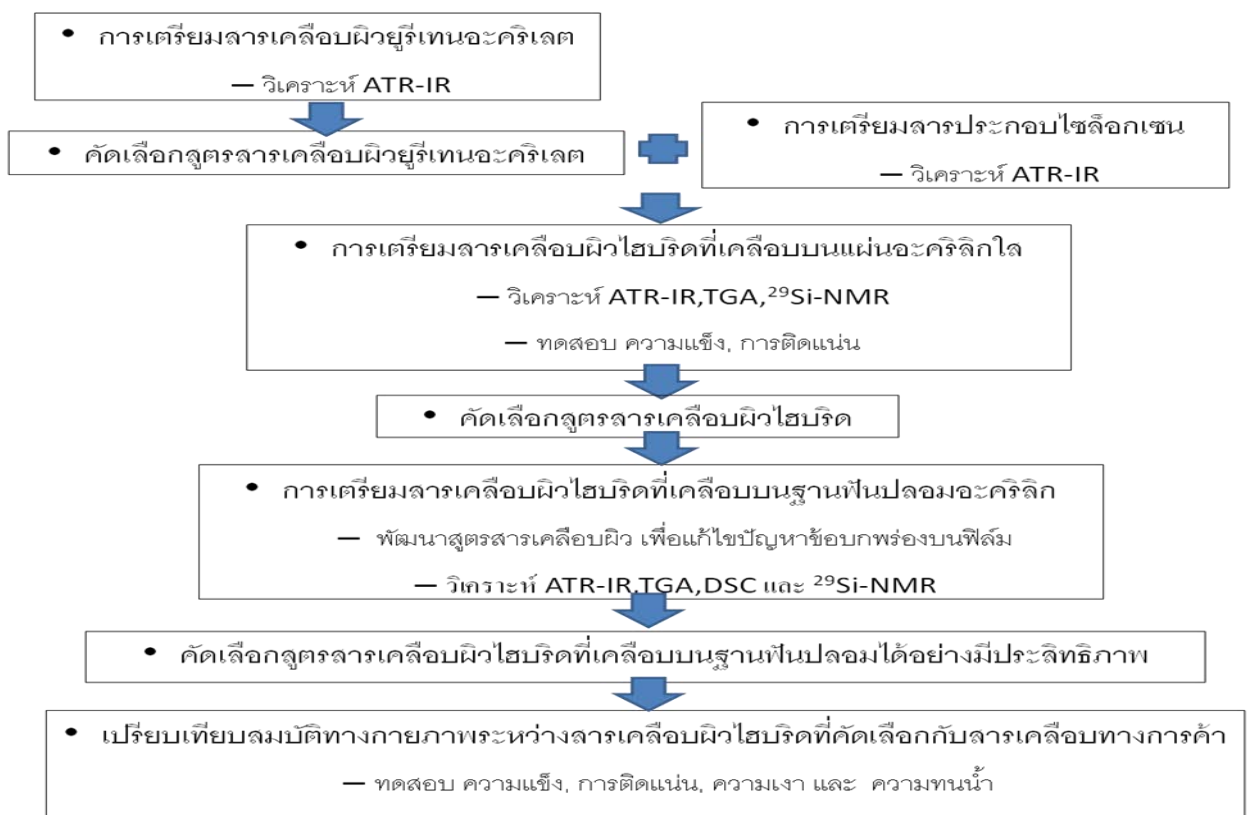 • การเตรียมสารเคลือบผิวยูรีเทนอะคริเลต
— วิเคราะห์ ATR-IR
• คัดเลือกสูตรสารเคลือบผิวยูรีเทนอะคริเลต
• การเตรียมสารประกอบไซล็อกเซน
— วิเคราะห์ ATR-IR
• การเตรียมสารเคลือบผิวไฮบริดที่เคลือบบนแผ่นอะคริลิกใส
— วิเคราะห์ ATR-IR,TGA,²⁹Si-NMR
— ทดสอบ ความแข็ง, การติดแน่น
• คัดเลือกสูตรสารเคลือบผิวไฮบริด
• การเตรียมสารเคลือบผิวไฮบริดที่เคลือบบนฐานฟันปลอมอะคริลิก
— พัฒนาสูตรสารเคลือบผิว เพื่อแก้ไขปัญหาข้อบกพร่องบนฟิล์ม
— วิเคราะห์ ATR-IR,TGA,DSC และ ²⁹Si-NMR
• คัดเลือกสูตรสารเคลือบผิวไฮบริดที่เคลือบบนฐานฟันปลอมได้อย่างมีประสิทธิภาพ
• เปรียบเทียบสมบัติทางกายภาพระหว่างสารเคลือบผิวไฮบริดที่คัดเลือกกับสารเคลือบทางการค้า
— ทดสอบ ความแข็ง, การติดแน่น, ความเงา และ ความทนน้ำ